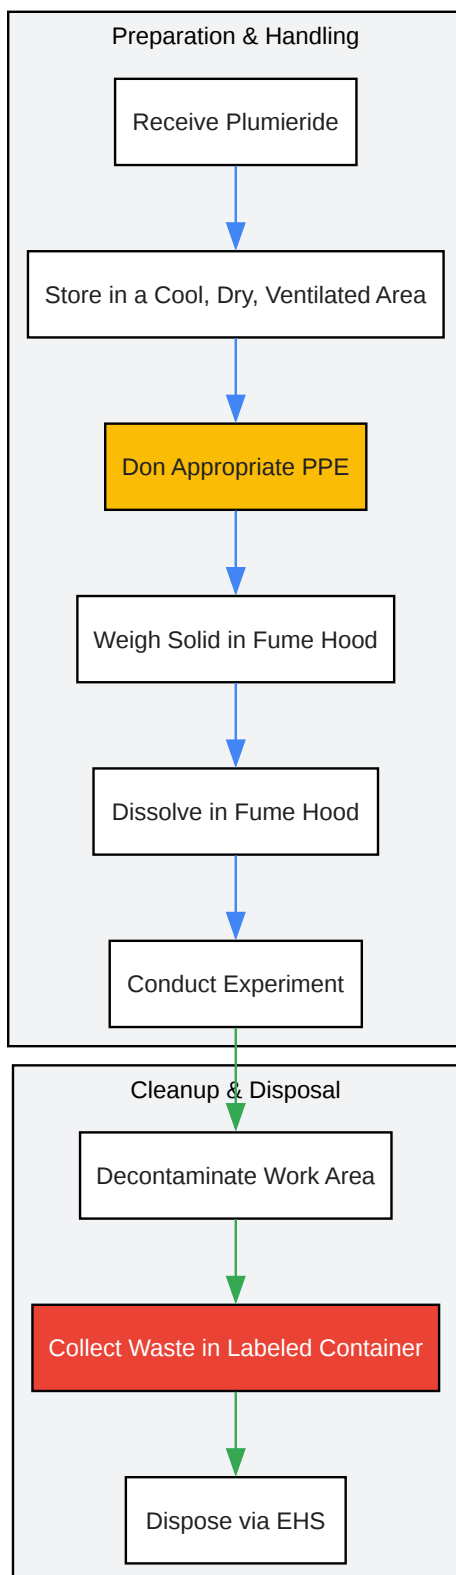 Preparation & Handling
Receive Plumieride
Store in a Cool, Dry, Ventilated Area
Don Appropriate PPE
Weigh Solid in Fume Hood
Dissolve in Fume Hood
Conduct Experiment
Cleanup & Disposal
Decontaminate Work Area
Collect Waste in Labeled Container
Dispose via EHS